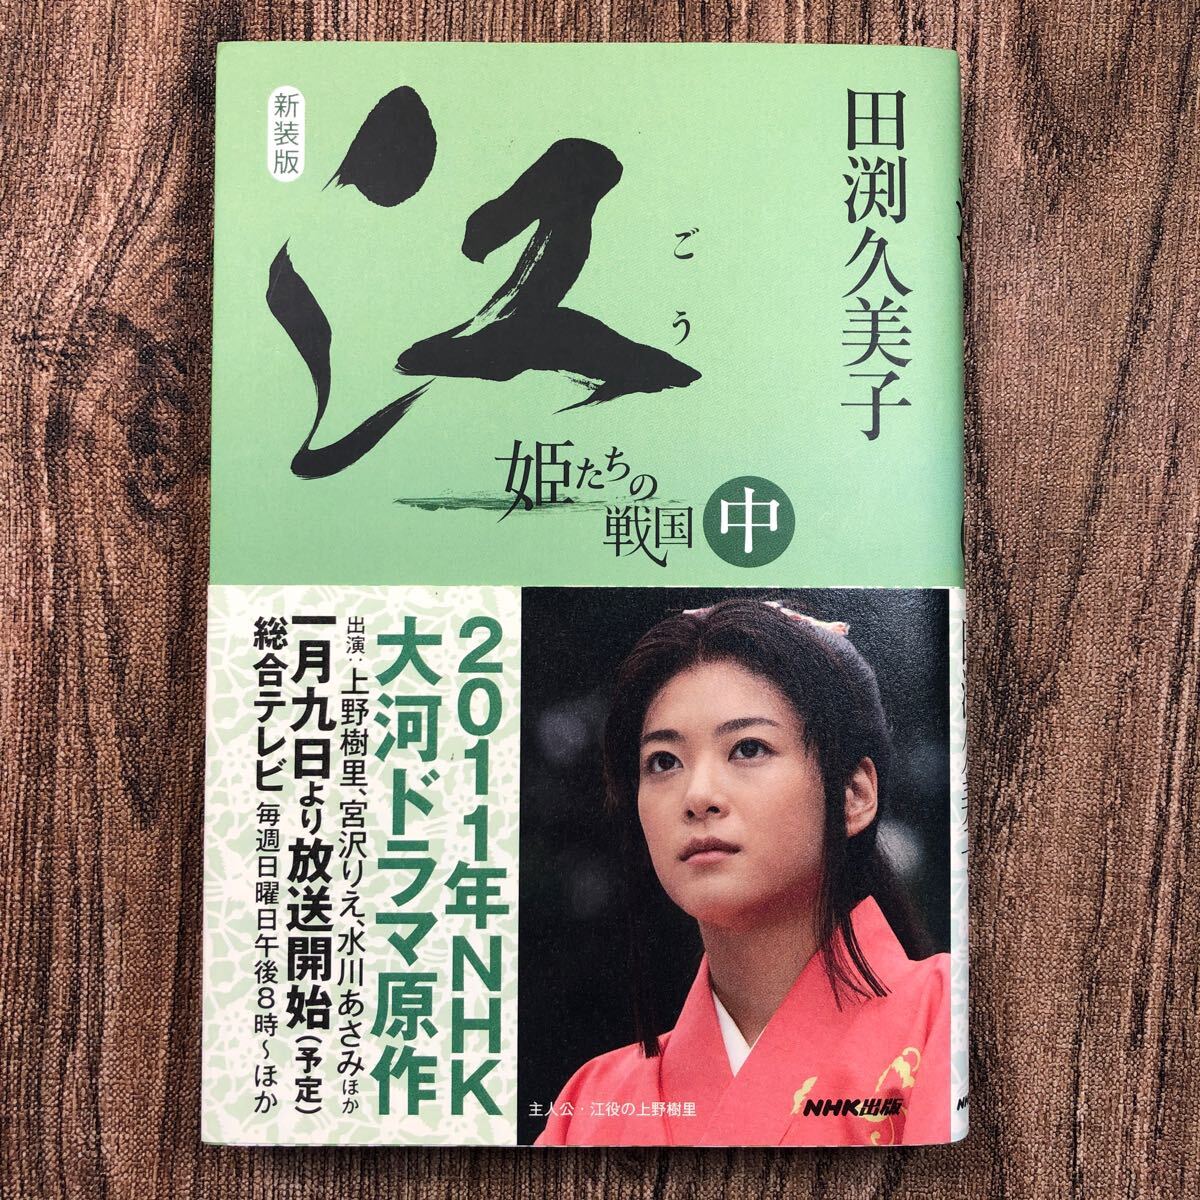 田渕久美子
新装版
江
ごう
姫たちの
戦国
中
2011年NHK
大河ドラマ原作
出演：上野樹里、宮沢りえ、水川あさみほか
一月九日より放送開始（予定）
総合テレビ 毎週日曜日午後8時～ほか
主人公・江役の上野樹里
NHK出版